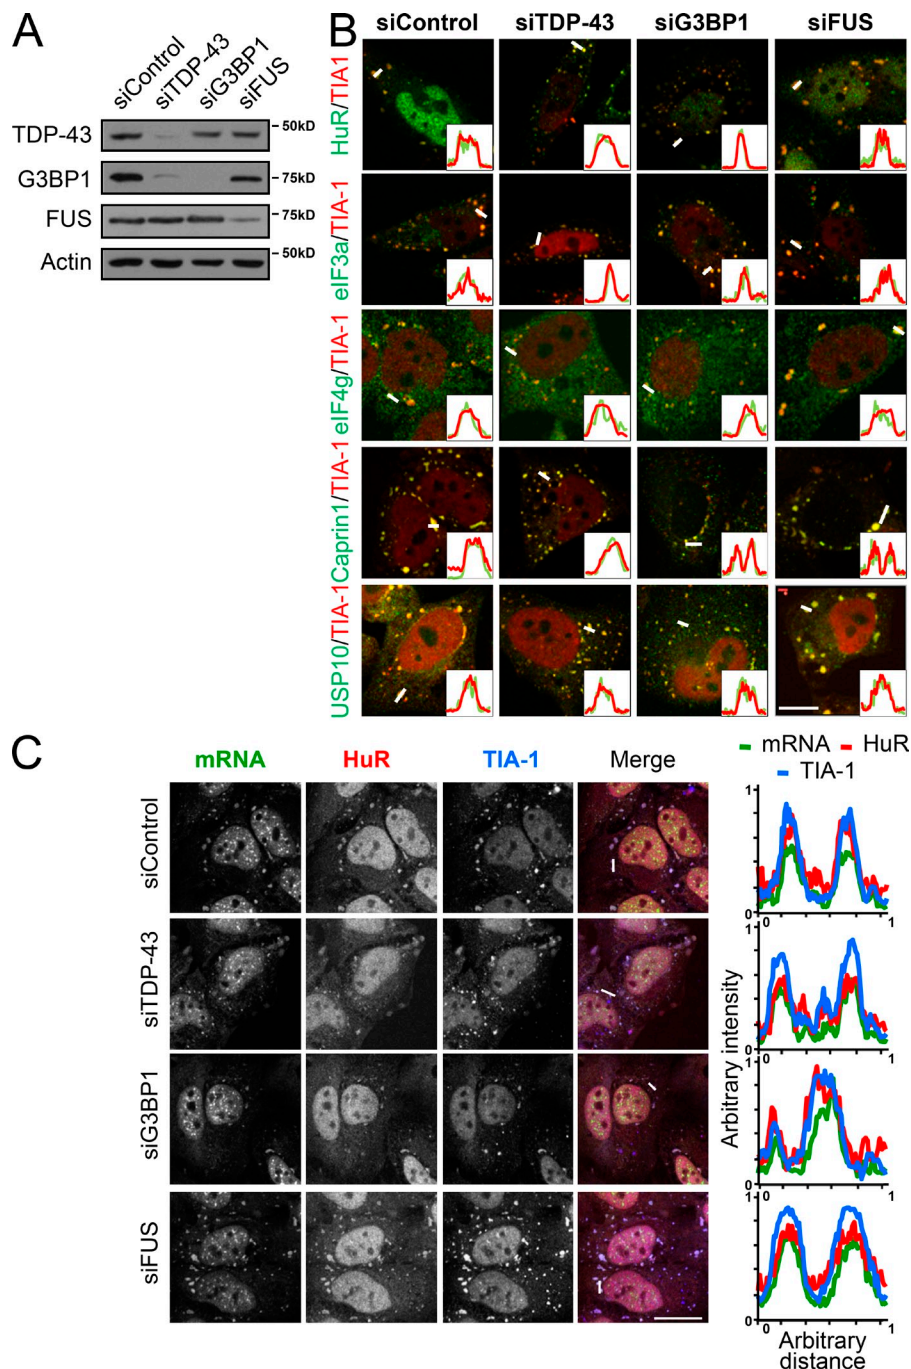 A
siControl
siTDP-43
siG3BP1
siFUS
TDP-43
50kD
G3BP1
75kD
FUS
75kD
Actin
50kD
B
siControl
siTDP-43
siG3BP1
siFUS
HuR/TIA1
eIF3a/TIA-1
eIF4g/TIA-1
Caprin1/TIA-1
USP10/TIA-1
C
mRNA
HuR
TIA-1
Merge
mRNA HuR
TIA-1
siControl
1
0
1
siTDP-43
1
0
1
siG3BP1
1
0
0 1
siFUS
1
0
0 1
Arbitrary intensity
Arbitrary
distance